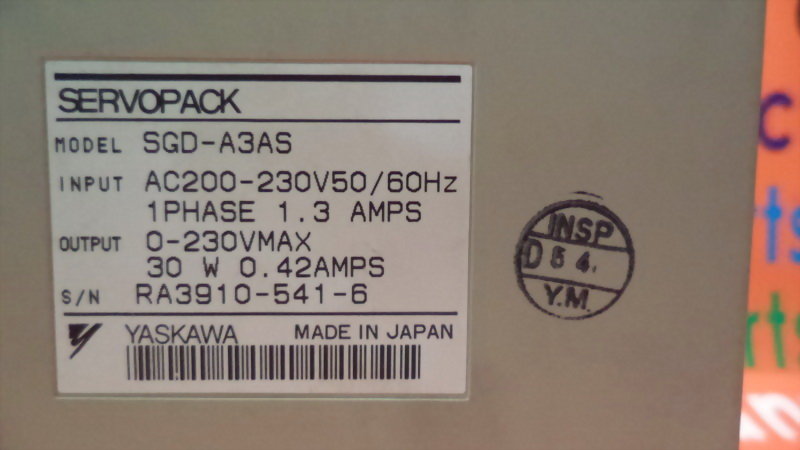 SERVOPACK
MODEL SGD-A3AS
INPUT AC200-230V50/60Hz
1PHASE 1.3 AMPS
OUTPUT 0-230VMAX
30 W 0.42AMPS
S/N RA3910-541-6
YASKAWA MADE IN JAPAN
INSP
D 5 4.
Y.M.